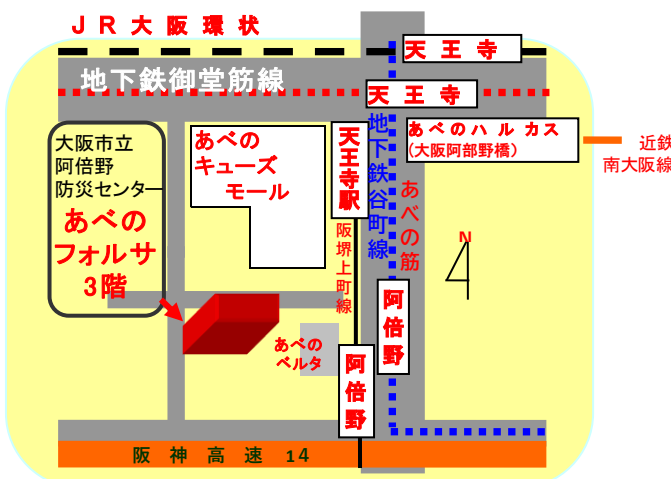 JR大阪環状
天王寺
地下鉄御堂筋線
天王寺
大阪市立
阿倍野
防災センター
あべの
フォルサ
3階
あべの
キューズ
モール
天王寺駅
地下鉄谷町線
あべのハルカス
(大阪阿部野橋)
近鉄
南大阪線
あべの筋
阪堺上町線
N
阿倍野
あべの
ベルタ
阿倍野
阪神高速 14